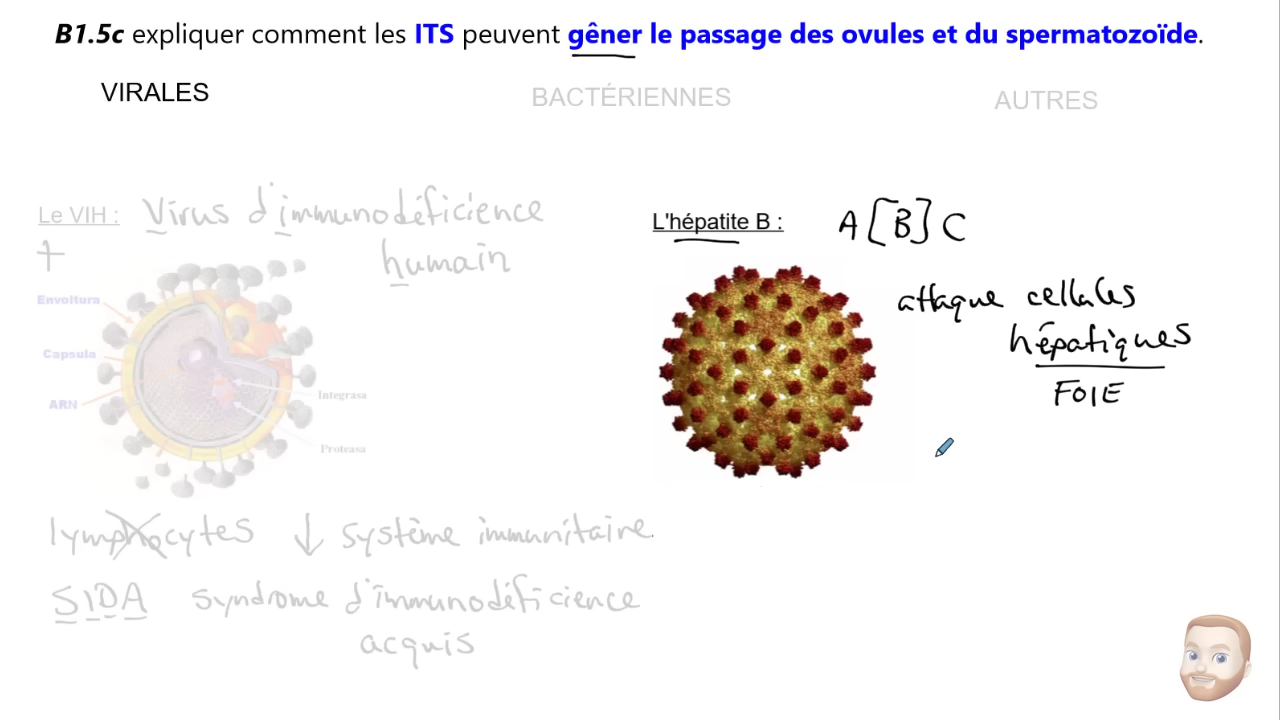 B1.5c expliquer comment les ITS peuvent gêner le passage des ovules et du spermatozoïde.
VIRALES
BACTÉRIENNES
AUTRES
Le VIH : Virus d'immunodéficience
+ humain
Envoltura
Capsula
ARN
Integrasa
Proteasa
lymphocytes ↓ système immunitaire.
SIDA syndrome d'immunodéficience
acquis
L'hépatite B : A [B] C
attaque cellules
hépatiques
FOIE